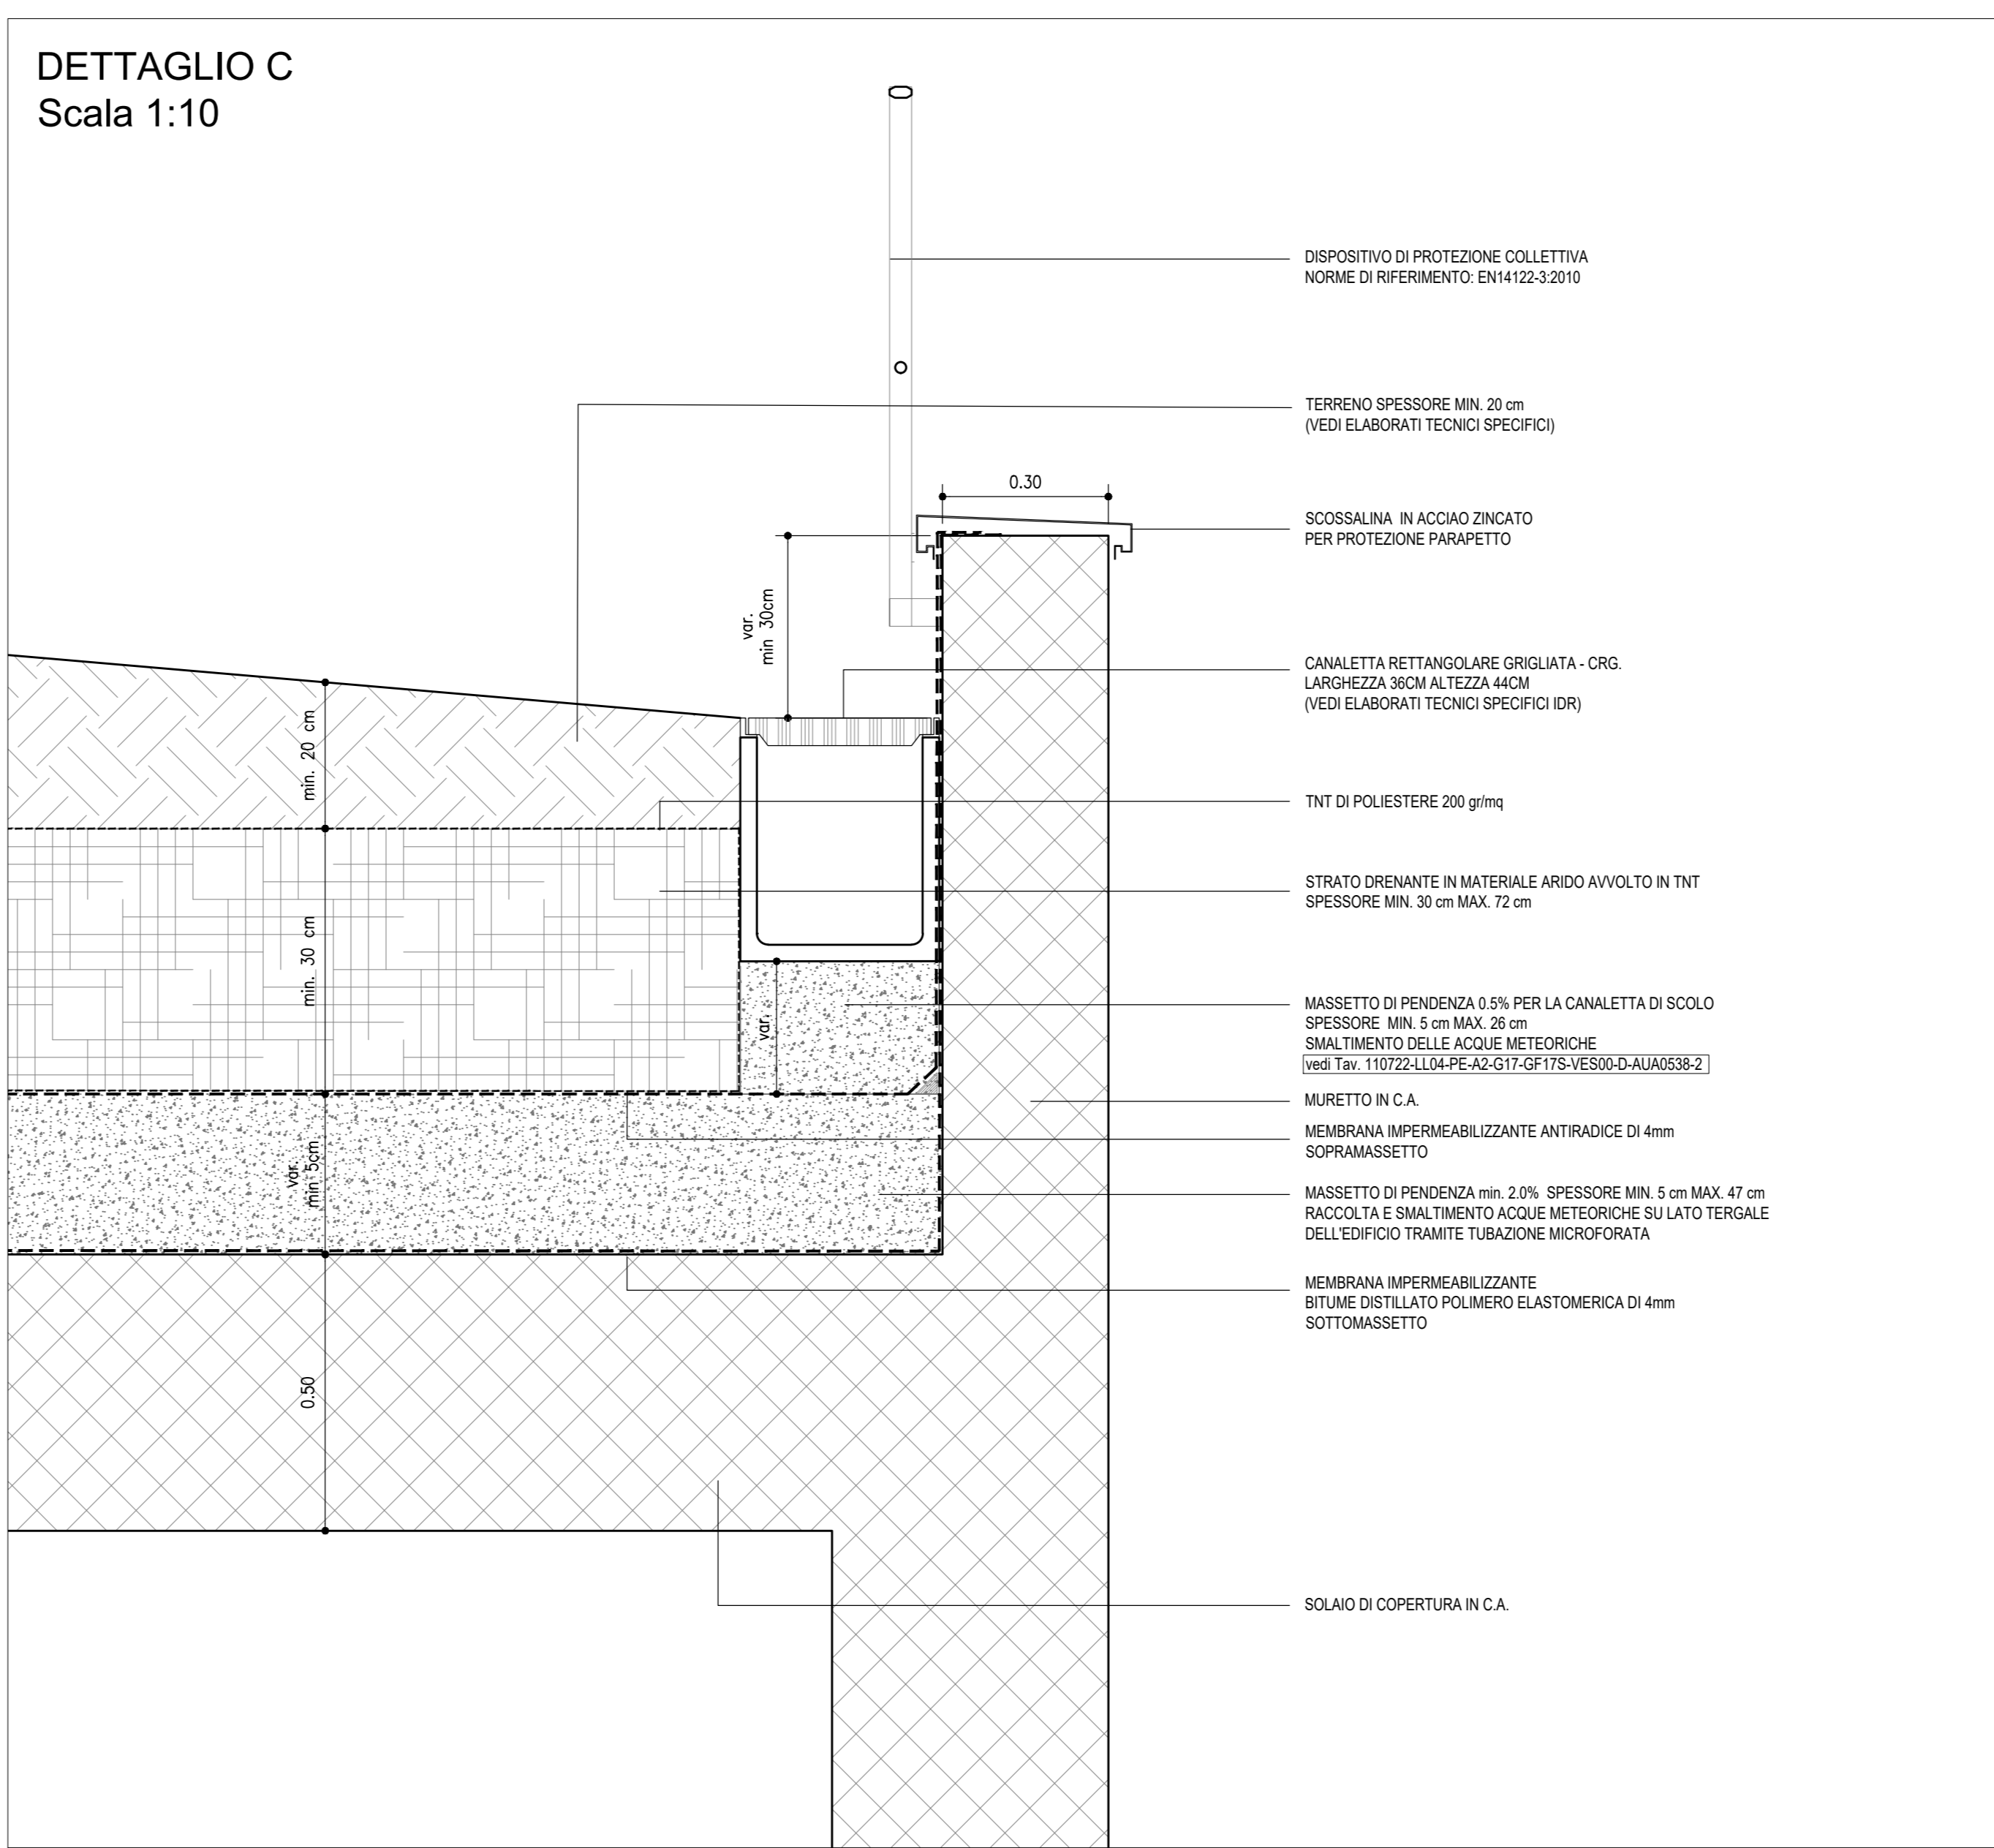 DETTAGLIO C
Scala 1:10
DISPOSITIVO DI PROTEZIONE COLLETTIVA
NORME DI RIFERIMENTO: EN14122-3:2010
TERRENO SPESSORE MIN. 20 cm
(VEDI ELABORATI TECNICI SPECIFICI)
0.30
SCOSSALINA IN ACCIAO ZINCATO
PER PROTEZIONE PARAPETTO
var.
min 30cm
CANALETTA RETTANGOLARE GRIGLIATA - CRG.
LARGHEZZA 36CM ALTEZZA 44CM
(VEDI ELABORATI TECNICI SPECIFICI IDR)
min. 20 cm
TNT DI POLIESTERE 200 gr/mq
STRATO DRENANTE IN MATERIALE ARIDO AVVOLTO IN TNT
SPESSORE MIN. 30 cm MAX. 72 cm
min. 30 cm
var.
MASSETTO DI PENDENZA 0.5% PER LA CANALETTA DI SCOLO
SPESSORE MIN. 5 cm MAX. 26 cm
SMALTIMENTO DELLE ACQUE METEORICHE
vedi Tav. 110722-LL04-PE-A2-G17-GF17S-VES00-D-AUA0538-2
MURETTO IN C.A.
MEMBRANA IMPERMEABILIZZANTE ANTIRADICE DI 4mm
SOPRAMASSETTO
var.
min 5cm
MASSETTO DI PENDENZA min. 2.0% SPESSORE MIN. 5 cm MAX. 47 cm
RACCOLTA E SMALTIMENTO ACQUE METEORICHE SU LATO TERGALE
DELL'EDIFICIO TRAMITE TUBAZIONE MICROFORATA
MEMBRANA IMPERMEABILIZZANTE
BITUME DISTILLATO POLIMERO ELASTOMERICA DI 4mm
SOTTOMASSETTO
0.50
SOLAIO DI COPERTURA IN C.A.